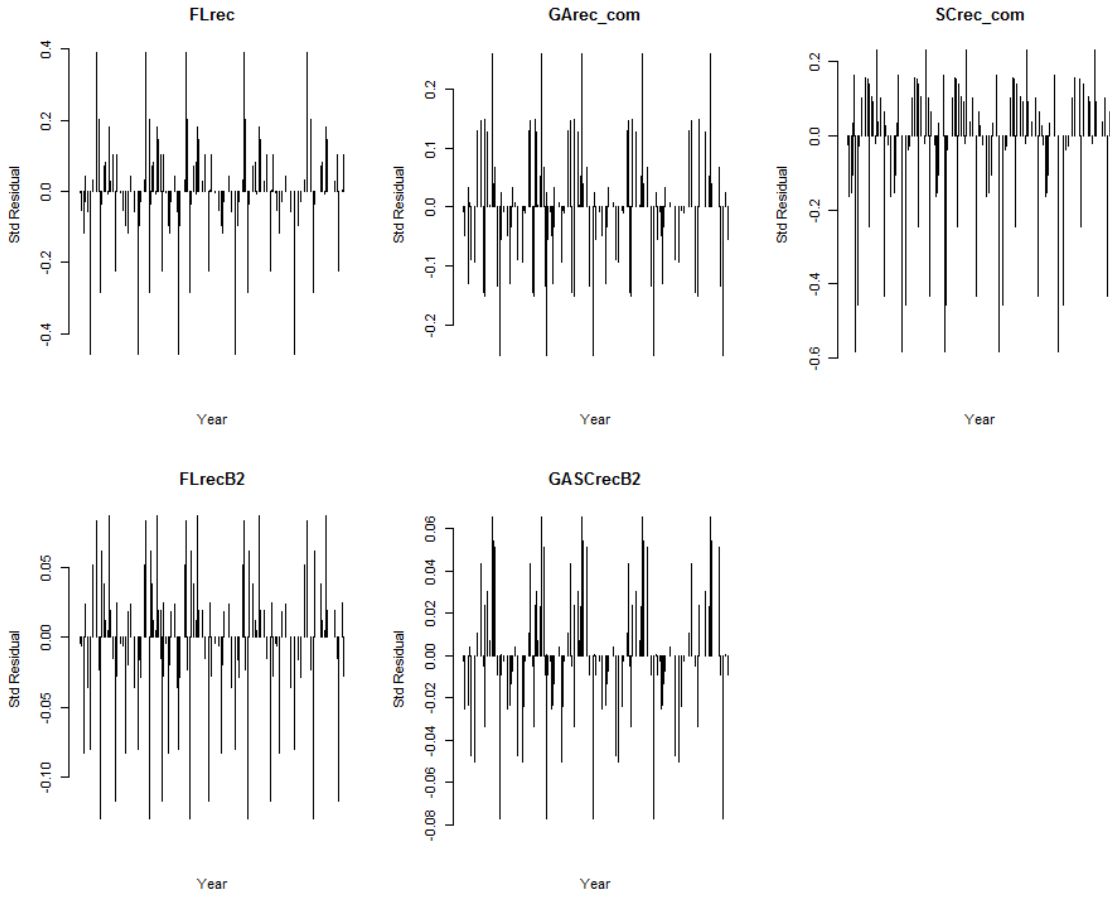 FLrec
Std Residual
0.4
0.2
0.0
-0.2
-0.4
Year
GArec_com
Std Residual
0.2
0.1
0.0
-0.1
-0.2
Year
SCrec_com
Std Residual
0.2
0.0
-0.2
-0.4
-0.6
Year
FLrecB2
Std Residual
0.05
0.00
-0.05
-0.10
Year
GASCrecB2
Std Residual
0.06
0.04
0.02
0.00
-0.02
-0.04
-0.06
-0.08
Year